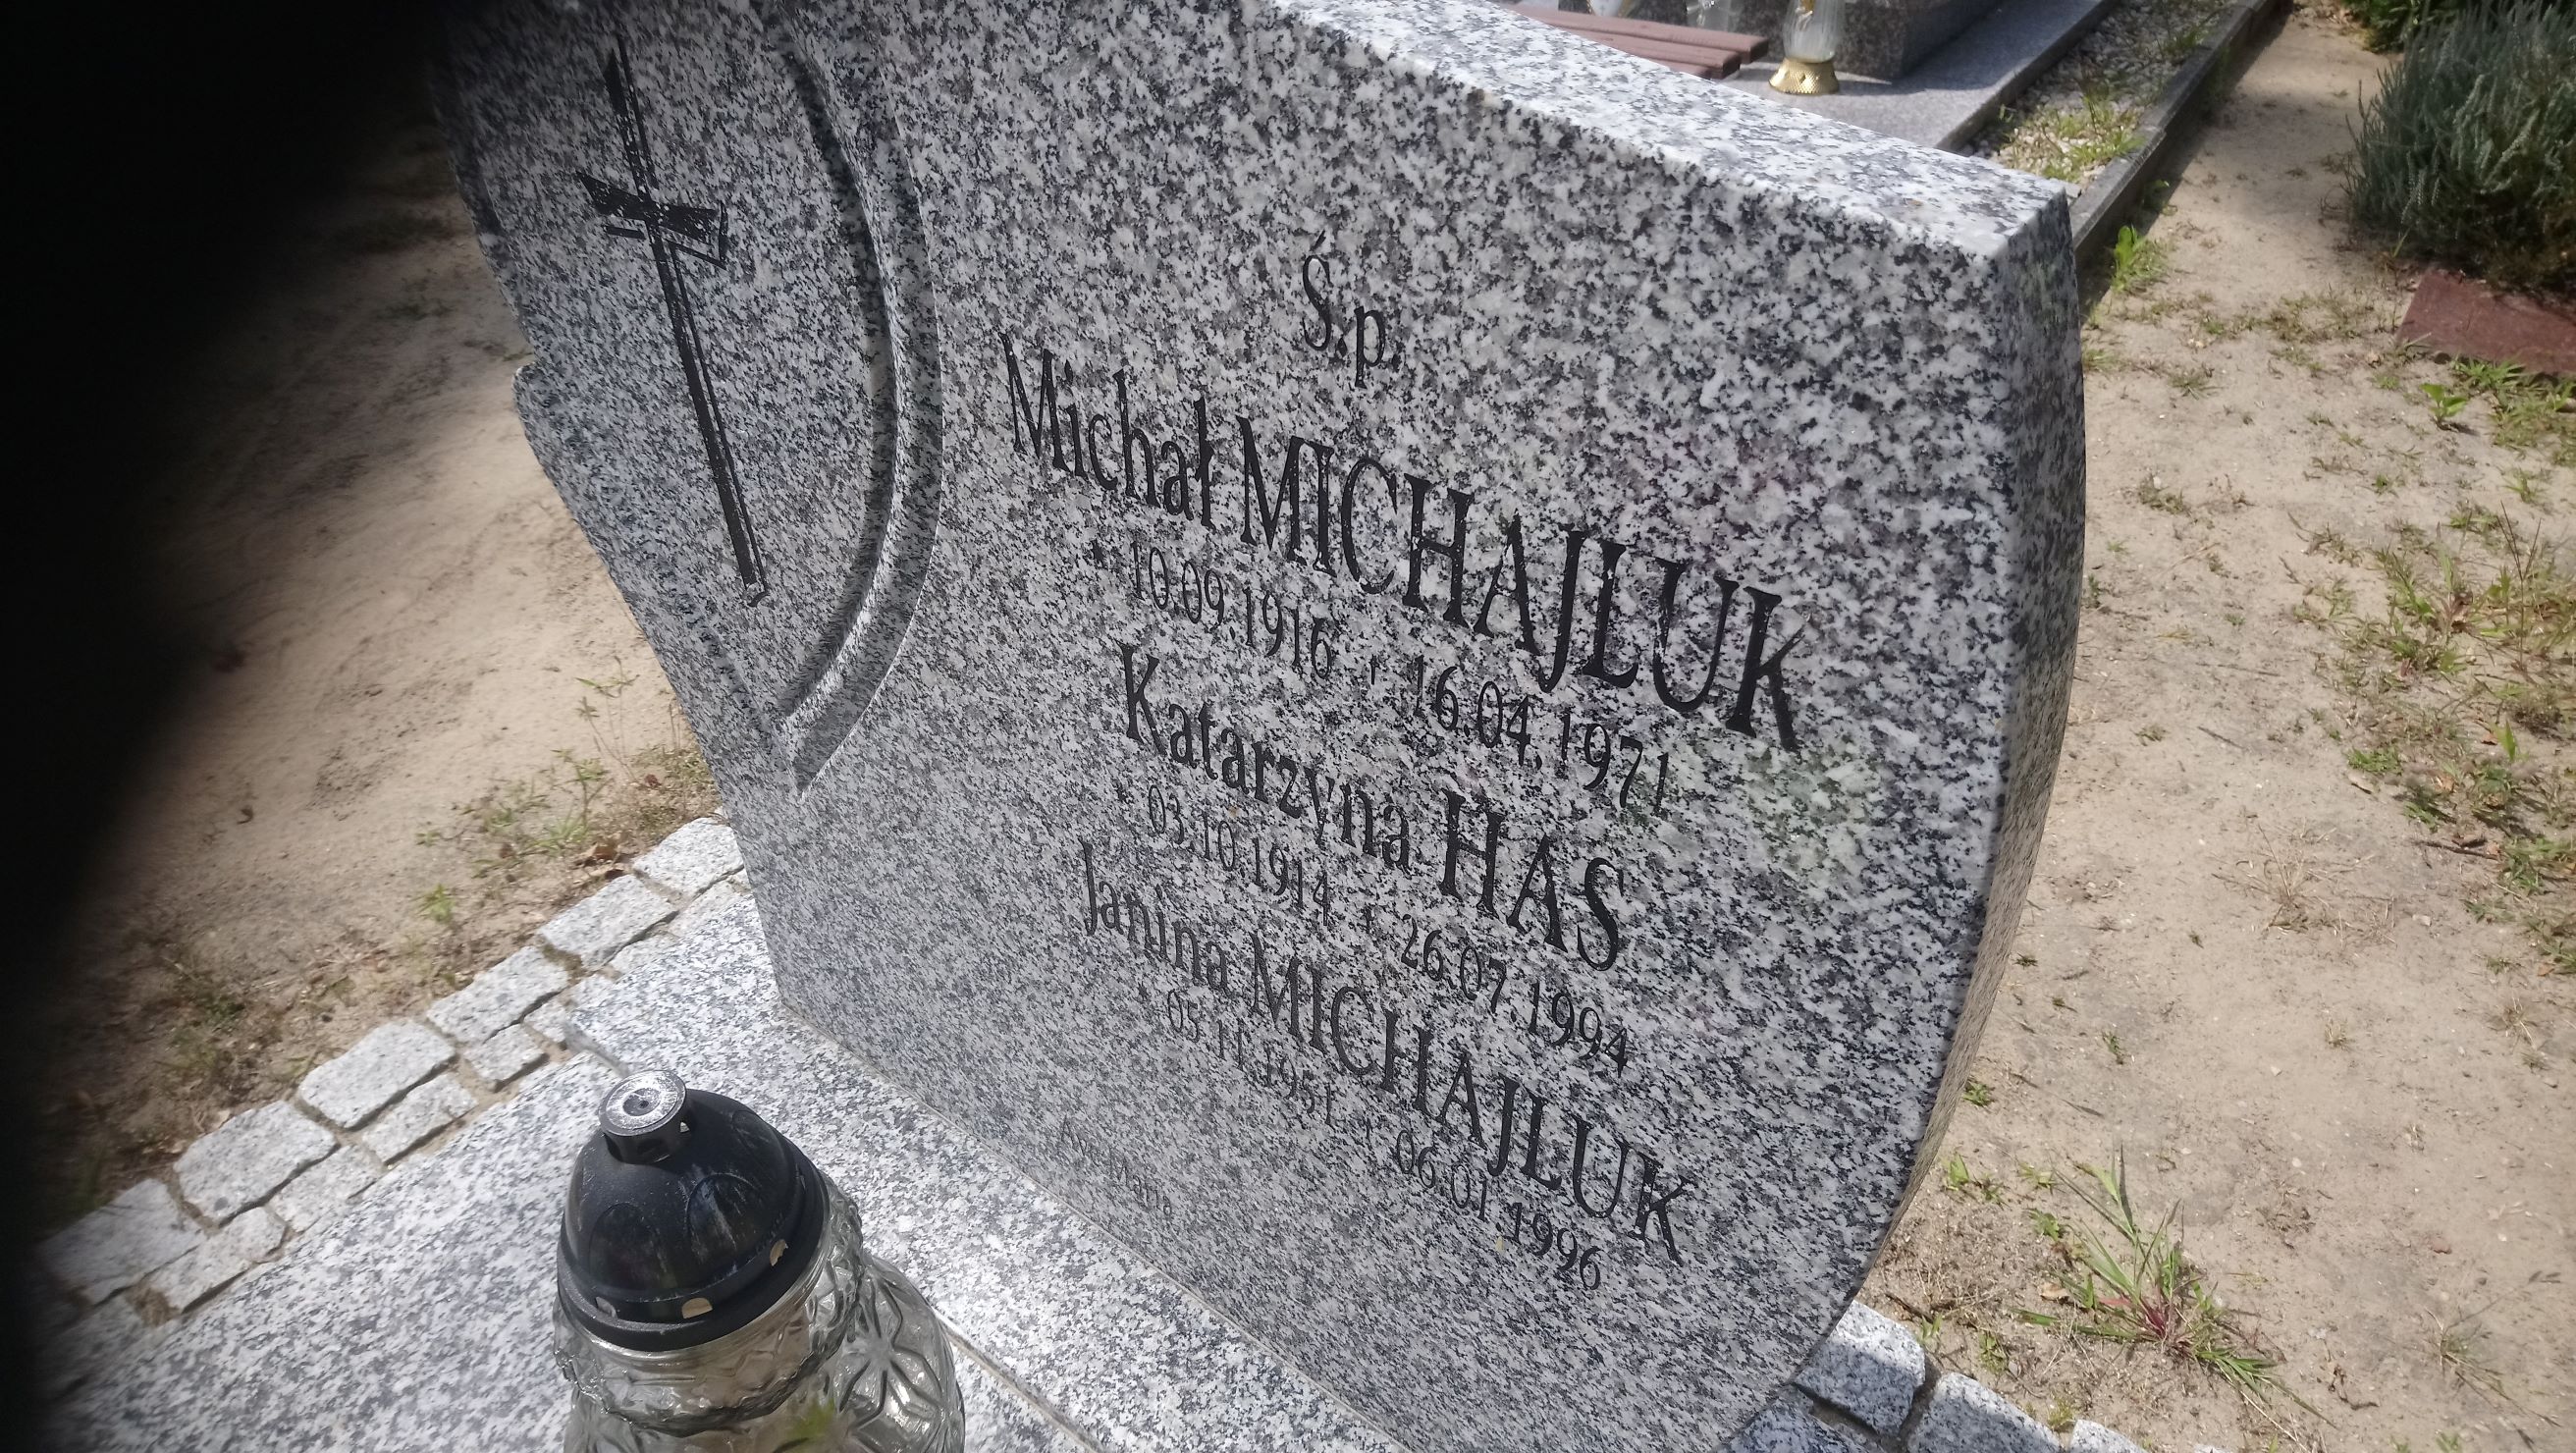 Ś.p.
Michał MICHAJLUK
* 10.09.1916 + 16.04.1971
Katarzyna HAS
* 03.10.1914 + 26.07.1994
Janina MICHAJLUK
* 05.11.1951 + 06.01.1996
Ave Maria